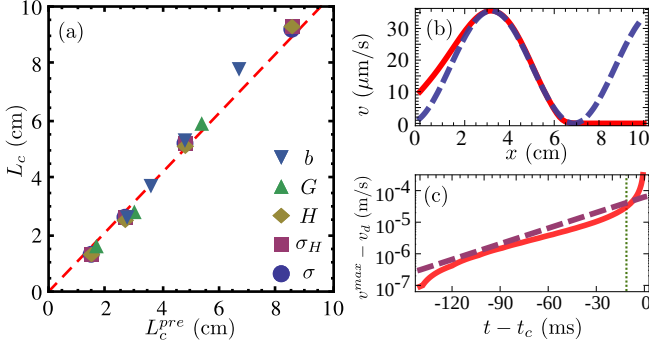 (a)
10
8
6
4
2
0
L_c (cm)
0 2 4 6 8 10
L_c^{pre} (cm)
b
G
H
σ_H
σ
(b)
30
20
10
0
v (μm/s)
0 2 4 6 8 10
x (cm)
(c)
10^{-4}
10^{-5}
10^{-6}
10^{-7}
v^{max} − v_d (m/s)
-120 -90 -60 -30 0
t − t_c (ms)